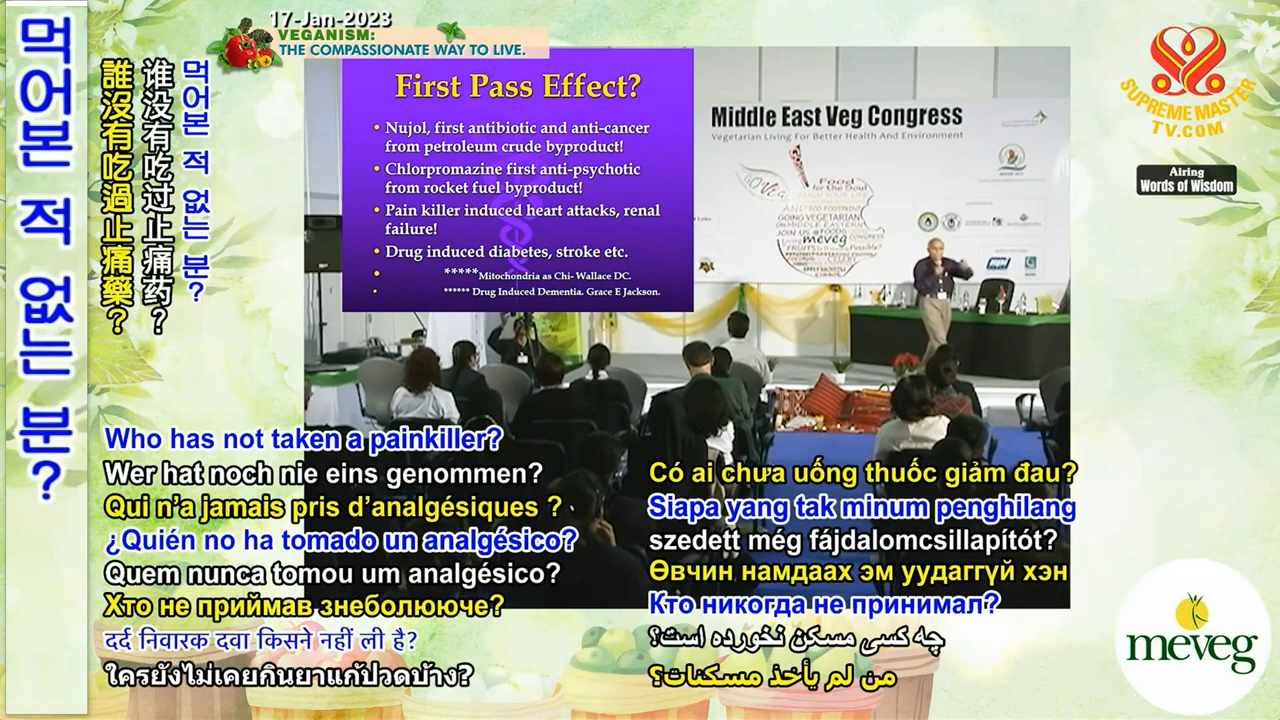 먹어본 적 없는 분?
誰沒有吃過止痛藥?
谁没有吃过止痛药?
먹어본 적 없는 분?
17-Jan-2023
VEGANISM:
THE COMPASSIONATE WAY TO LIVE.
First Pass Effect?
• Nujol, first antibiotic and anti-cancer
from petroleum crude byproduct!
• Chlorpromazine first anti-psychotic
from rocket fuel byproduct!
• Pain killer induced heart attacks, renal
failure!
• Drug induced diabetes, stroke etc.
• *****Mitochondria as Chi- Wallace DC.
• ****** Drug Induced Dementia. Grace E Jackson.
Middle East Veg Congress
Vegetarian Living For Better Health And Environment
Food
for the Soul
GOING VEGETARIAN
meveg
SUPREME MASTER
TV.COM
Airing
Words of Wisdom
Who has not taken a painkiller?
Wer hat noch nie eins genommen?
Qui n'a jamais pris d'analgésiques ?
¿Quién no ha tomado un analgésico?
Quem nunca tomou um analgésico?
Хто не приймав знеболююче?
दर्द निवारक दवा किसने नहीं ली है?
ใครยังไม่เคยกินยาแก้ปวดบ้าง?
Có ai chưa uống thuốc giảm đau?
Siapa yang tak minum penghilang
szedett még fájdalomcsillapítót?
Өвчин намдаах эм уудаггүй хэн
Кто никогда не принимал?
چه کسی مسکن نخورده است؟
من لم يأخذ مسكنات؟
meveg